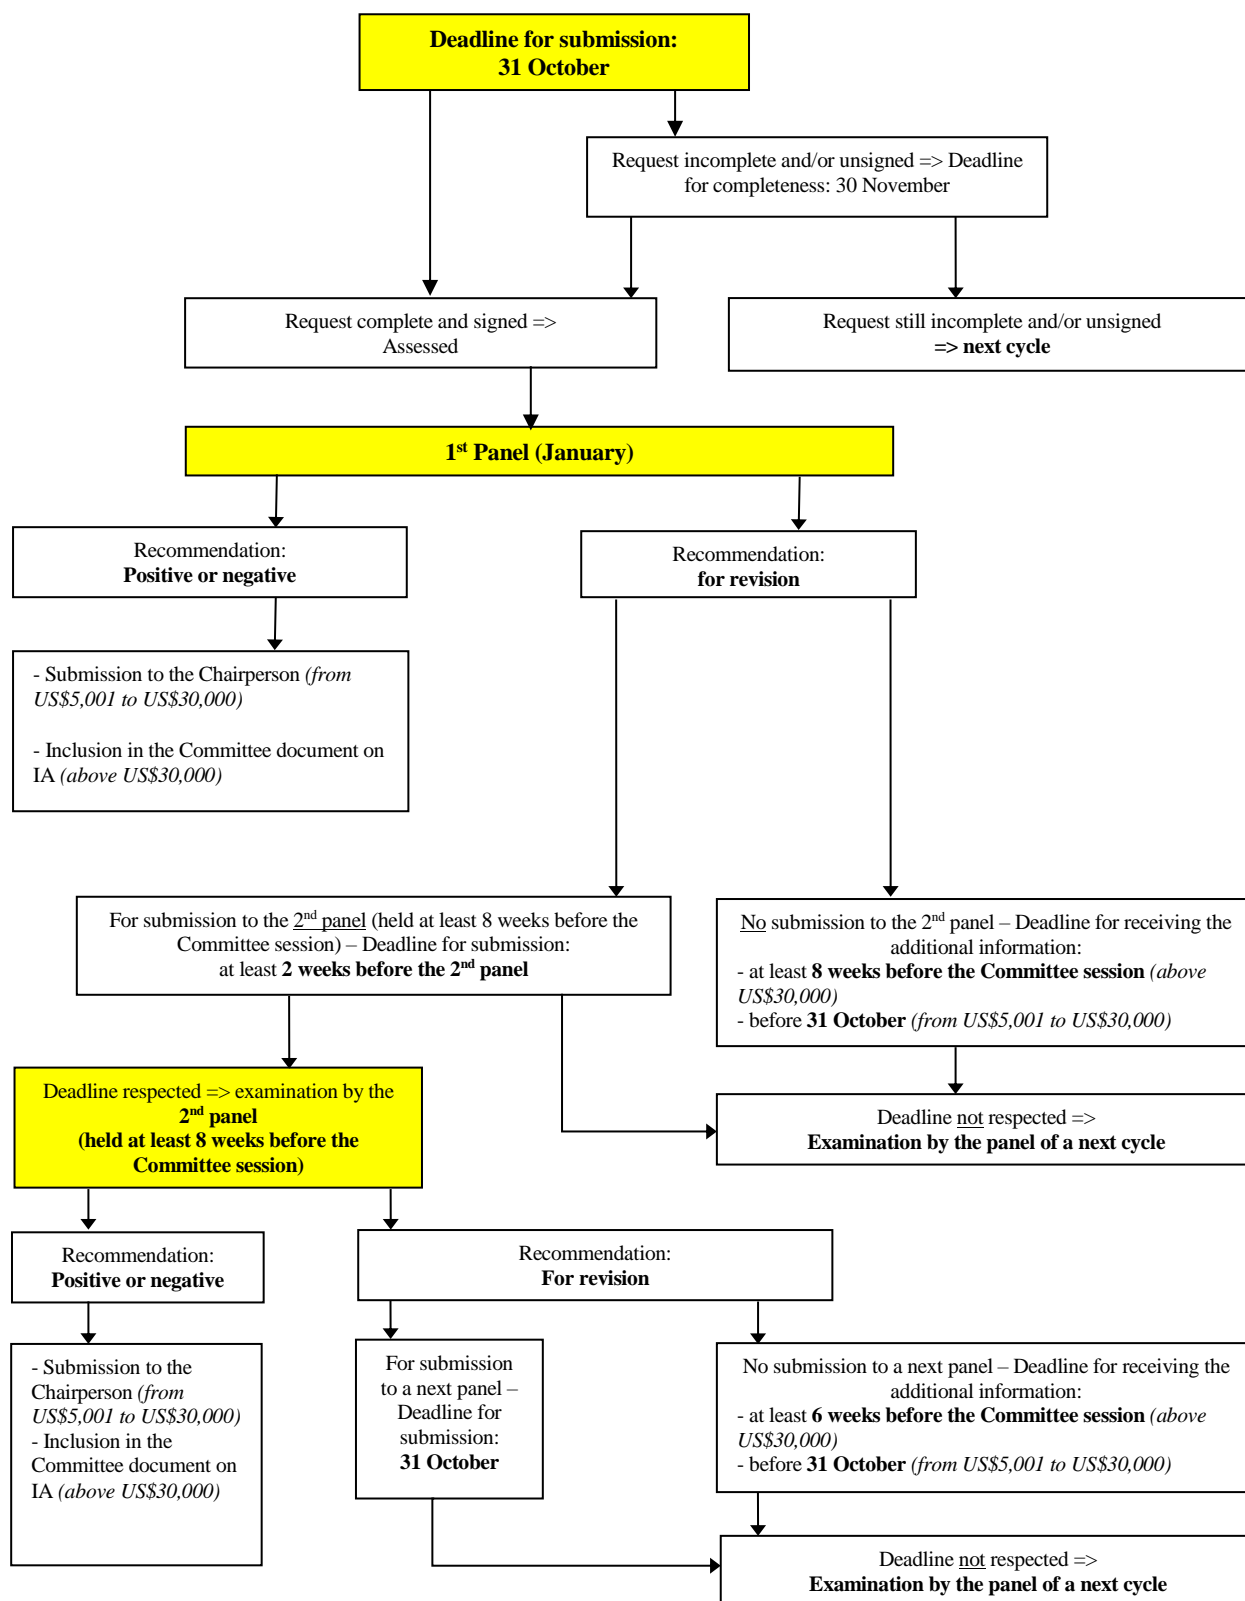 Deadline for submission:
31 October
Request incomplete and/or unsigned => Deadline
for completeness: 30 November
Request complete and signed =>
Assessed
Request still incomplete and/or unsigned
=> next cycle
1st Panel (January)
Recommendation:
Positive or negative
Recommendation:
for revision
- Submission to the Chairperson (from
US$5,001 to US$30,000)
- Inclusion in the Committee document on
IA (above US$30,000)
For submission to the 2nd panel (held at least 8 weeks before the
Committee session) – Deadline for submission:
at least 2 weeks before the 2nd panel
No submission to the 2nd panel – Deadline for receiving the
additional information:
- at least 8 weeks before the Committee session (above
US$30,000)
- before 31 October (from US$5,001 to US$30,000)
Deadline respected => examination by the
2nd panel
(held at least 8 weeks before the
Committee session)
Deadline not respected =>
Examination by the panel of a next cycle
Recommendation:
Positive or negative
Recommendation:
For revision
- Submission to the
Chairperson (from
US$5,001 to US$30,000)
- Inclusion in the
Committee document on
IA (above US$30,000)
For submission
to a next panel –
Deadline for
submission:
31 October
No submission to a next panel – Deadline for receiving the
additional information:
- at least 6 weeks before the Committee session (above
US$30,000)
- before 31 October (from US$5,001 to US$30,000)
Deadline not respected =>
Examination by the panel of a next cycle